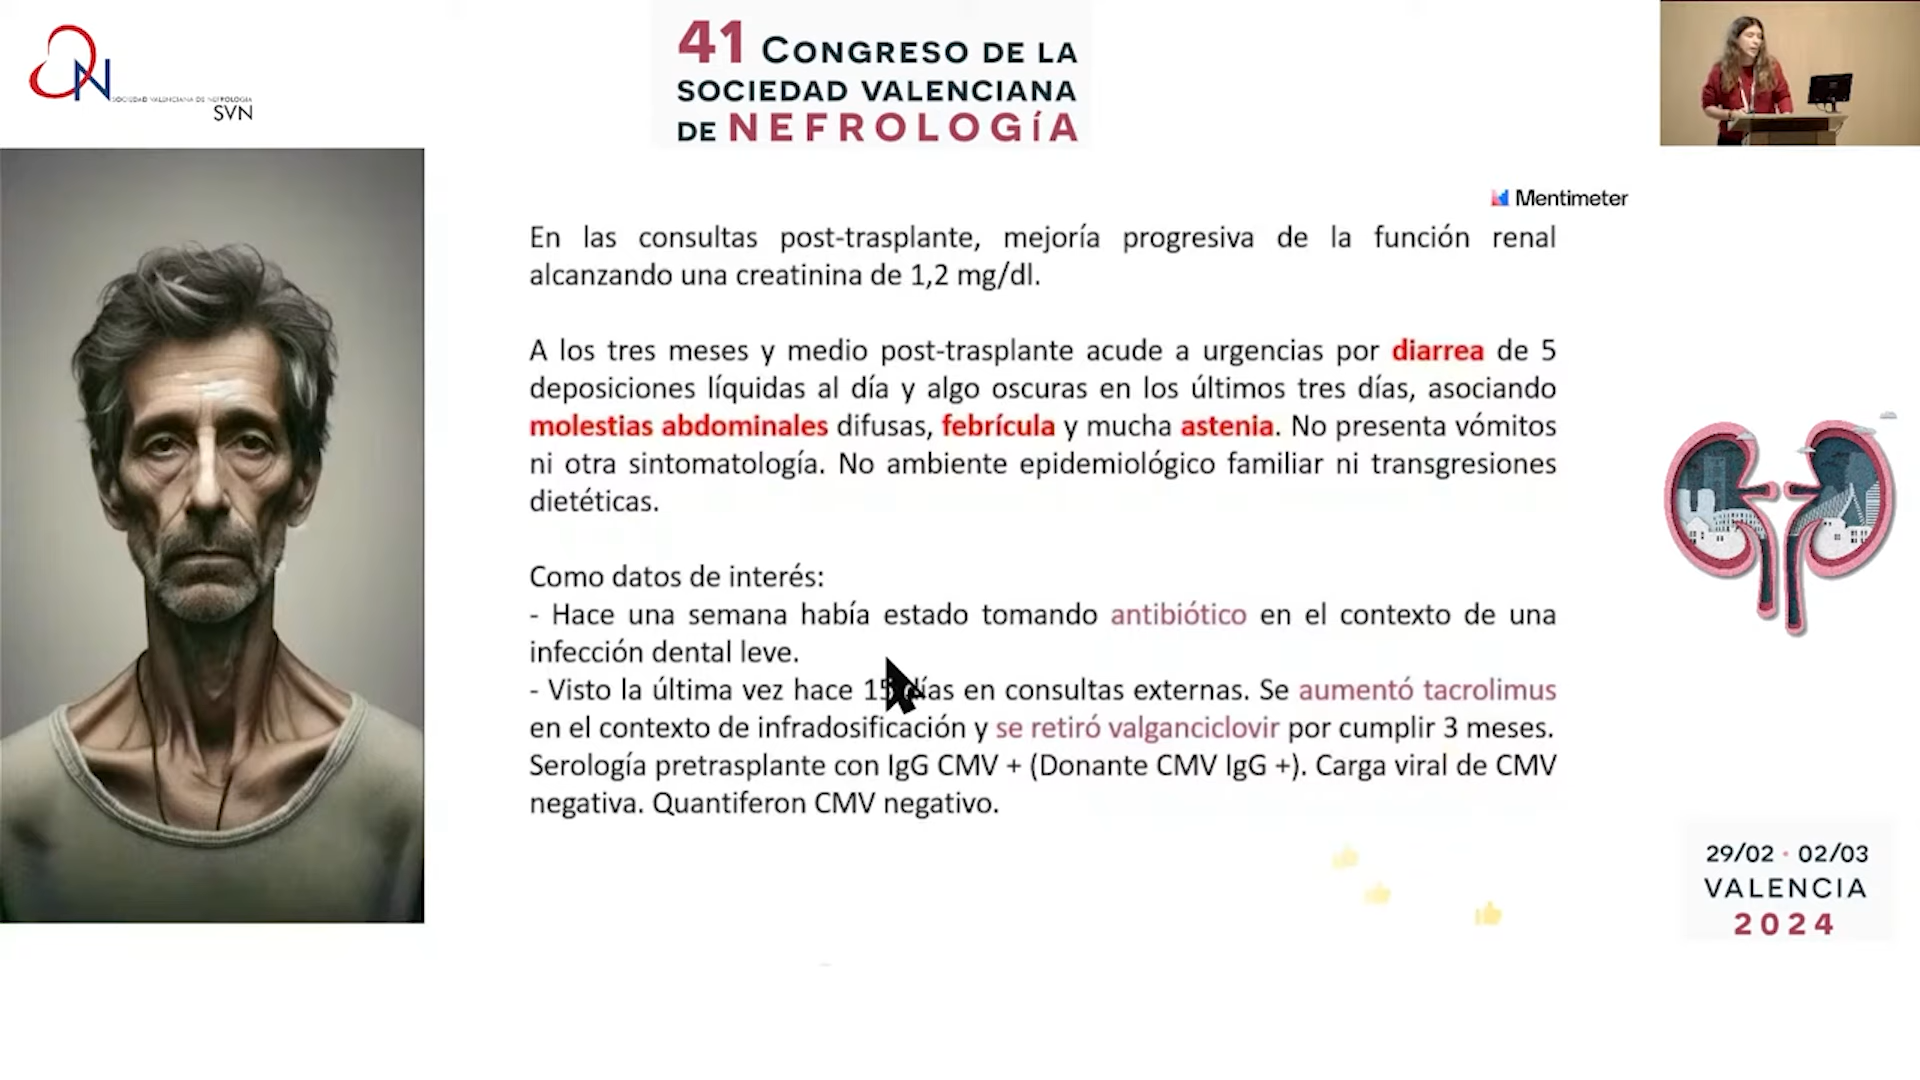 41 CONGRESO DE LA
SOCIEDAD VALENCIANA
DE NEFROLOGÍA
N
SOCIEDAD VALENCIANA DE NEFROLOGÍA
SVN
Mentimeter
En las consultas post-trasplante, mejoría progresiva de la función renal
alcanzando una creatinina de 1,2 mg/dl.
A los tres meses y medio post-trasplante acude a urgencias por diarrea de 5
deposiciones líquidas al día y algo oscuras en los últimos tres días, asociando
molestias abdominales difusas, febrícula y mucha astenia. No presenta vómitos
ni otra sintomatología. No ambiente epidemiológico familiar ni transgresiones
dietéticas.
Como datos de interés:
- Hace una semana había estado tomando antibiótico en el contexto de una
infección dental leve.
- Visto la última vez hace 15 días en consultas externas. Se aumentó tacrolimus
en el contexto de infradosificación y se retiró valganciclovir por cumplir 3 meses.
Serología pretrasplante con IgG CMV + (Donante CMV IgG +). Carga viral de CMV
negativa. Quantiferon CMV negativo.
29/02 · 02/03
VALENCIA
2024